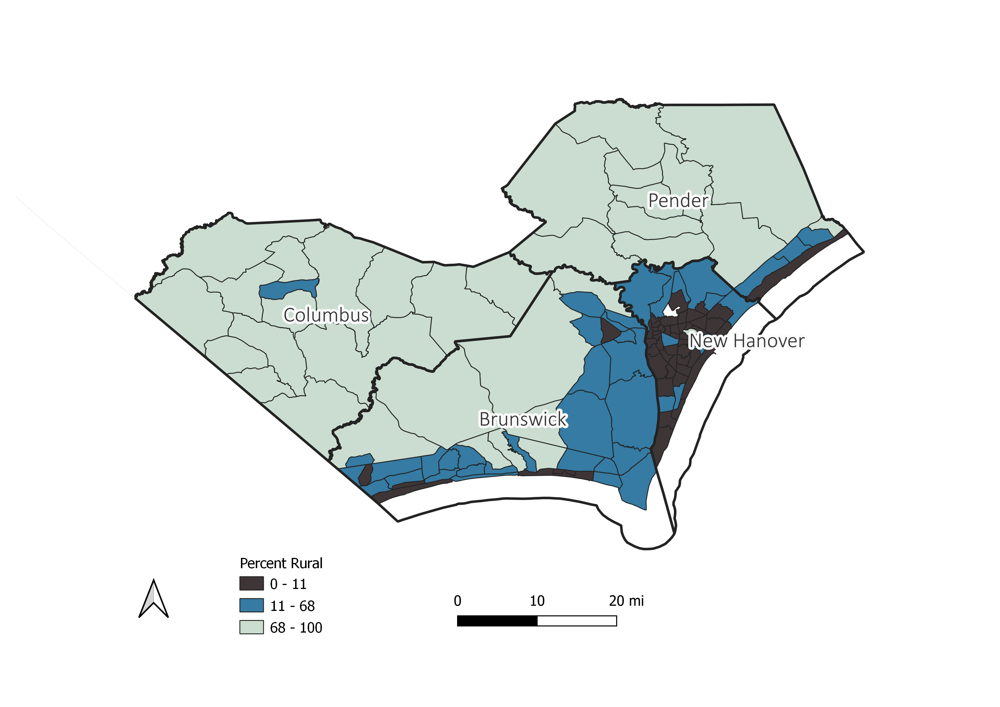 Pender
Columbus
New Hanover
Brunswick
Percent Rural
0 - 11
11 - 68
68 - 100
0 10 20 mi